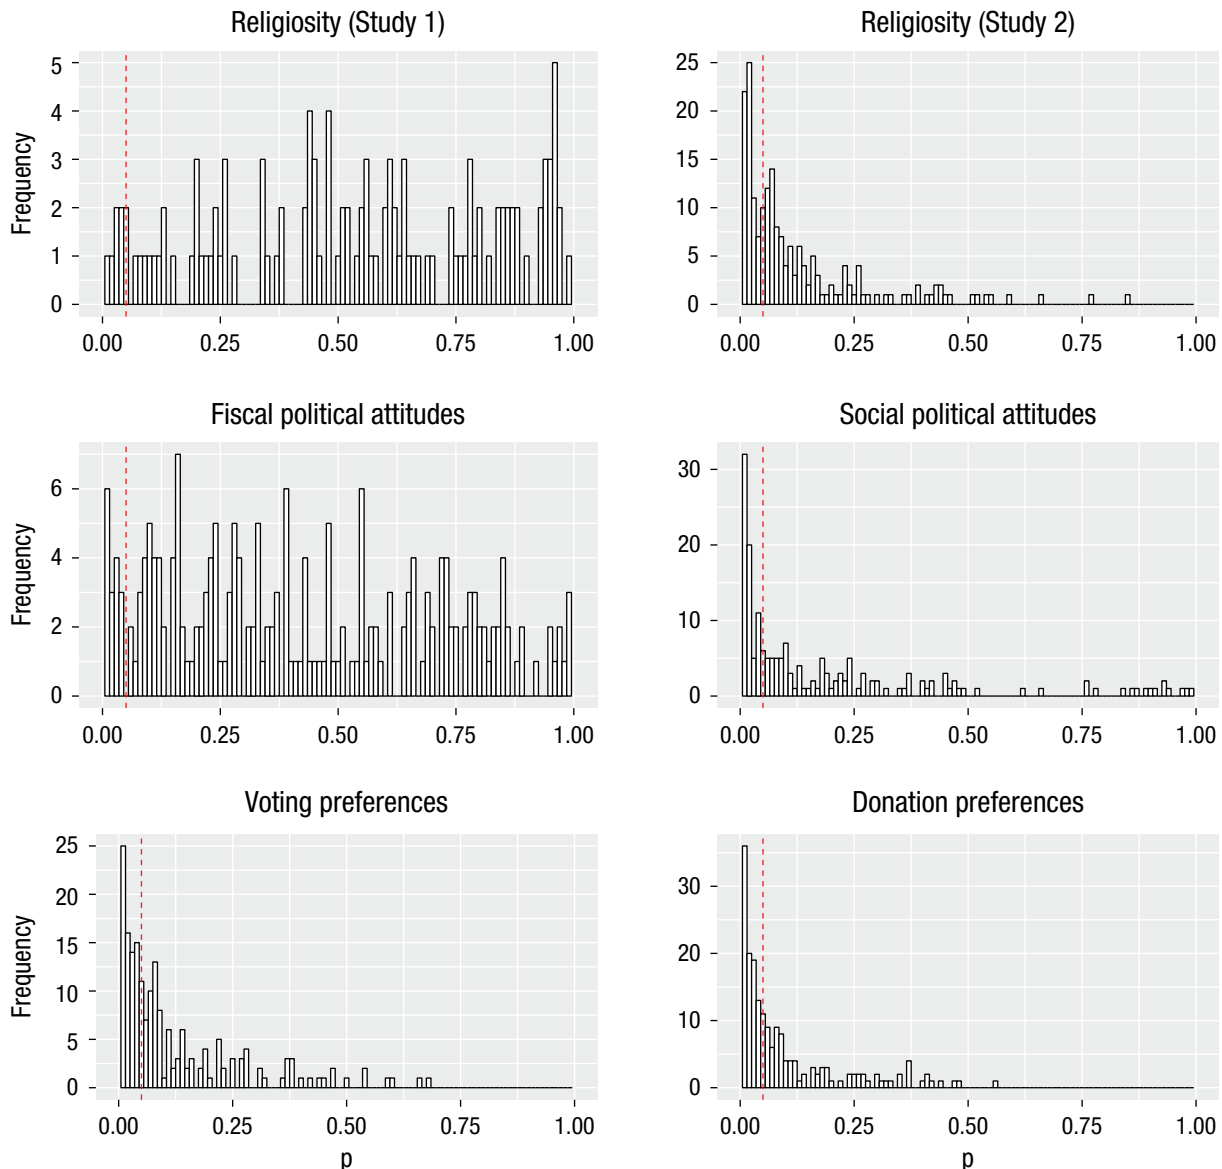 Religiosity (Study 1)
Frequency
5
4
3
2
1
0
0.00 0.25 0.50 0.75 1.00
Religiosity (Study 2)
25
20
15
10
5
0
0.00 0.25 0.50 0.75 1.00
Fiscal political attitudes
Frequency
6
4
2
0
0.00 0.25 0.50 0.75 1.00
Social political attitudes
30
20
10
0
0.00 0.25 0.50 0.75 1.00
Voting preferences
Frequency
25
20
15
10
5
0
0.00 0.25 0.50 0.75 1.00
p
Donation preferences
30
20
10
0
0.00 0.25 0.50 0.75 1.00
p